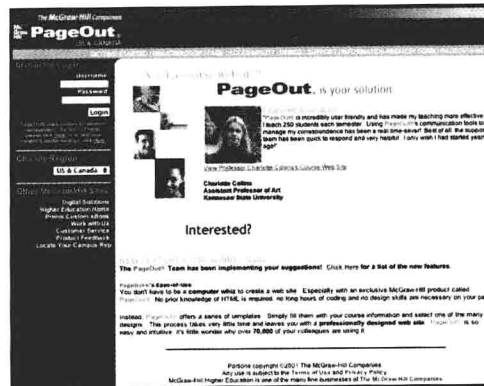 The McGraw-Hill Companies
PageOut
US & CANADA
Username
Password
Login
Change Region
US & Canada
Other McGraw-Hill Sites
Digital Solutions
Higher Education Home
Primis Custom eBook
Work with Us
Customer Service
Product Feedback
Locate Your Campus Rep
PageOut, is your solution.
"PageOut is incredibly user friendly and has made my teaching more effective
I teach 250 students each semester. Using PageOut's communication tools to
manage my correspondence has been a real time-saver! Best of all, the support
team has been quick to respond and very helpful. I only wish I had started years
ago!"
View Professor Charlotte Collins's Course Web Site
Charlotte Collins
Assistant Professor of Art
Kennesaw State University
Interested?
The PageOut Team has been implementing your suggestions! Click Here for a list of the new features.
PageOut's Ease-of-Use
You don't have to be a computer whiz to create a web site. Especially with an exclusive McGraw-Hill product called
PageOut. No prior knowledge of HTML is required, no long hours of coding and no design skills are necessary on your pa
Instead, PageOut offers a series of templates. Simply fill them with your course information and select one of the many
designs. This process takes very little time and leaves you with a professionally designed web site. PageOut is so
easy and intuitive, it's little wonder why over 70,000 of your colleagues are using it.
Portions copyright ©2001 The McGraw-Hill Companies
Any use is subject to the Terms of Use and Privacy Policy
McGraw-Hill Higher Education is one of the many fine businesses of The McGraw-Hill Companies.